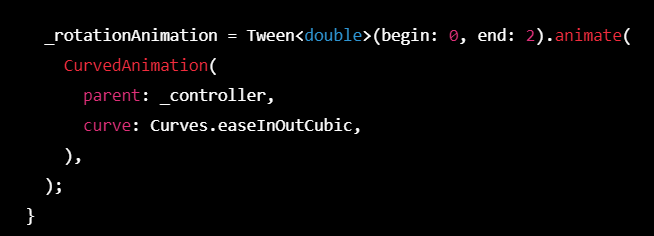 _rotationAnimation = Tween<double>(begin: 0, end: 2).animate(
CurvedAnimation(
parent: _controller,
curve: Curves.easeInOutCubic,
),
);
}